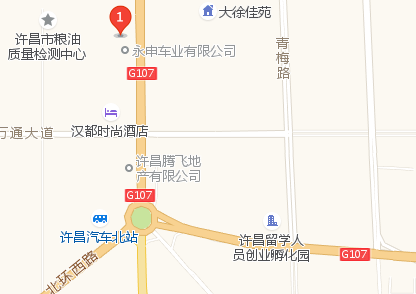 1
大徐佳苑
许昌市粮油
质量检测中心
永申车业有限公司
青梅路
G107
汉都时尚酒店
万通大道
许昌腾飞地
产有限公司
G107
许昌汽车北站
许昌留学人
员创业孵化园
G107
北环西路